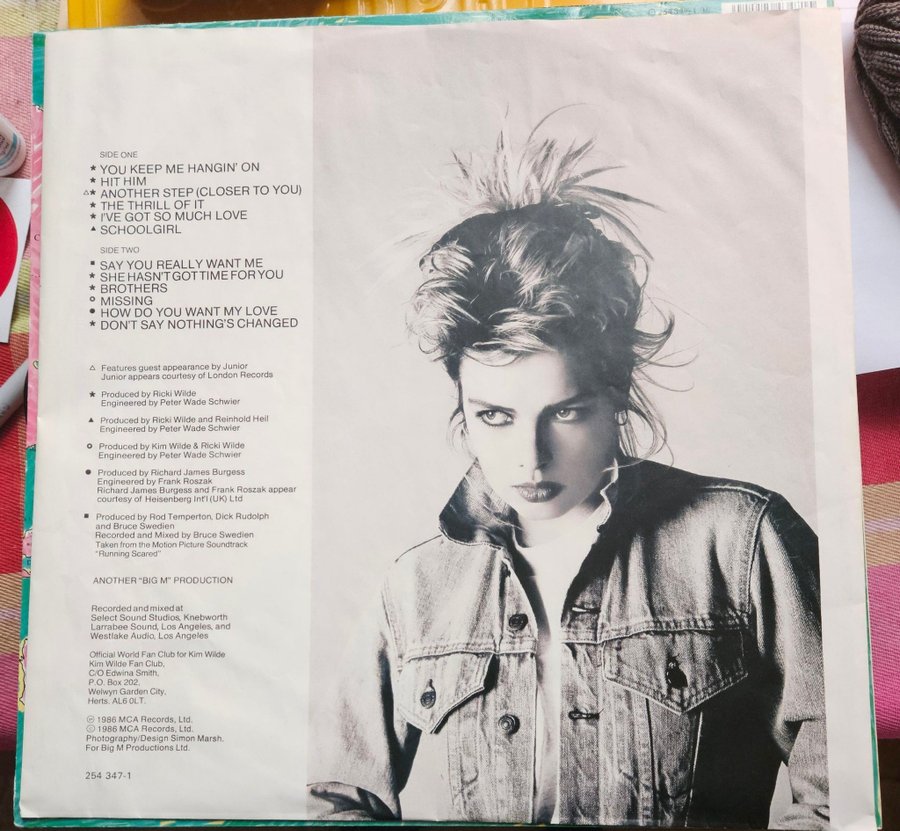 SIDE ONE
★ YOU KEEP ME HANGIN' ON
★ HIT HIM
△★ ANOTHER STEP (CLOSER TO YOU)
★ THE THRILL OF IT
★ I'VE GOT SO MUCH LOVE
▲ SCHOOLGIRL
SIDE TWO
■ SAY YOU REALLY WANT ME
★ SHE HASN'T GOT TIME FOR YOU
★ BROTHERS
✪ MISSING
● HOW DO YOU WANT MY LOVE
★ DON'T SAY NOTHING'S CHANGED
△ Features guest appearance by Junior
Junior appears courtesy of London Records
★ Produced by Ricki Wilde
Engineered by Peter Wade Schwier
▲ Produced by Ricki Wilde and Reinhold Heil
Engineered by Peter Wade Schwier
✪ Produced by Kim Wilde & Ricki Wilde
Engineered by Peter Wade Schwier
● Produced by Richard James Burgess
Engineered by Frank Roszak
Richard James Burgess and Frank Roszak appear
courtesy of Heisenberg Int'l (UK) Ltd
■ Produced by Rod Temperton, Dick Rudolph
and Bruce Swedien
Recorded and Mixed by Bruce Swedien
Taken from the Motion Picture Soundtrack
"Running Scared"
ANOTHER "BIG M" PRODUCTION
Recorded and mixed at
Select Sound Studios, Knebworth
Larrabee Sound, Los Angeles, and
Westlake Audio, Los Angeles
Official World Fan Club for Kim Wilde
Kim Wilde Fan Club,
C/O Edwina Smith,
P.O. Box 202,
Welwyn Garden City,
Herts. AL6 0LT.
℗ 1986 MCA Records, Ltd.
© 1986 MCA Records, Ltd.
Photography/Design Simon Marsh.
For Big M Productions Ltd.
254 347-1